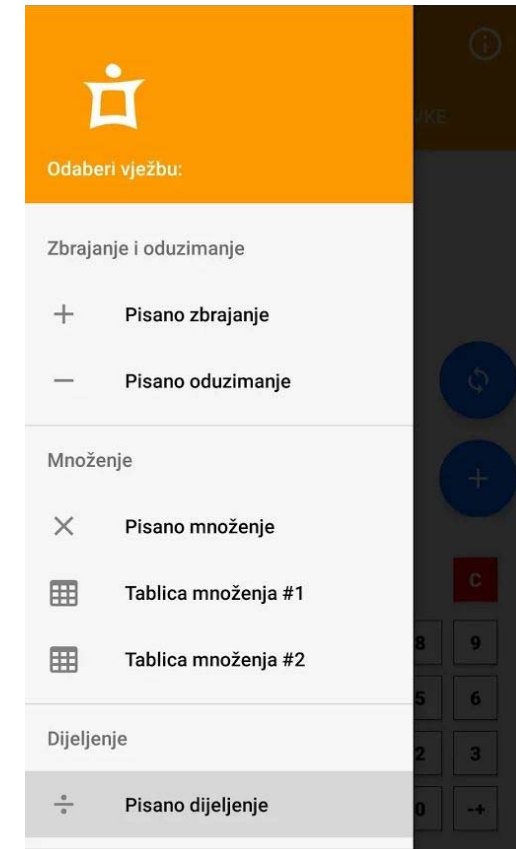 VKE
Odaberi vježbu:
Zbrajanje i oduzimanje
+ Pisano zbrajanje
− Pisano oduzimanje
Množenje
× Pisano množenje
Tablica množenja #1
Tablica množenja #2
Dijeljenje
÷ Pisano dijeljenje
+
C
8 9
5 6
2 3
0 -+